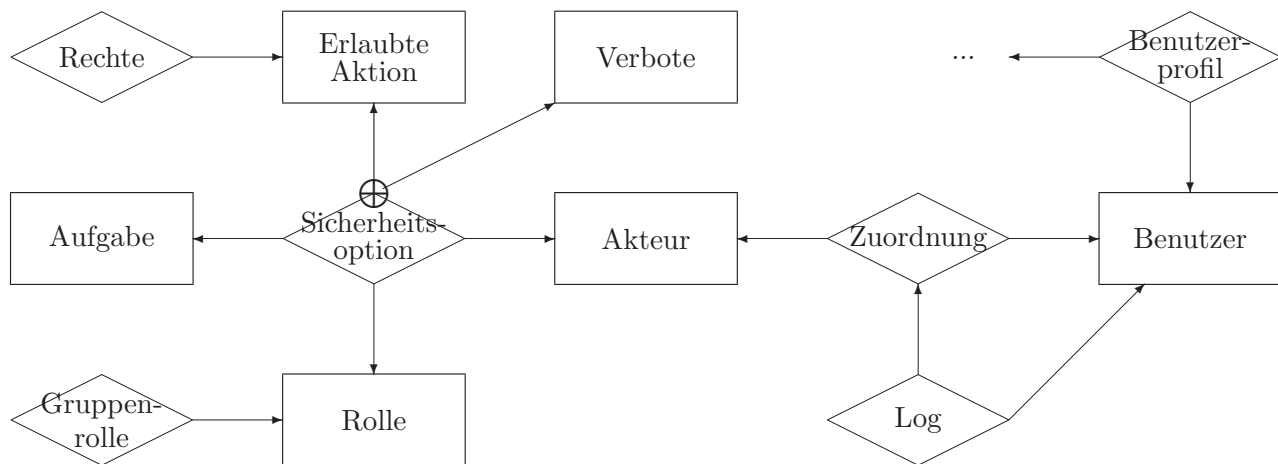 Rechte
Erlaubte
Aktion
Verbote
...
Benutzer-
profil
Aufgabe
Sicherheits-
option
Akteur
Zuordnung
Benutzer
Gruppen-
rolle
Rolle
Log